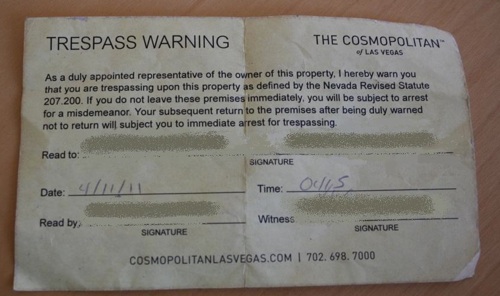 TRESPASS WARNING
THE COSMOPOLITAN™
of LAS VEGAS
As a duly appointed representative of the owner of this property, I hereby warn you
that you are trespassing upon this property as defined by the Nevada Revised Statute
207.200. If you do not leave these premises immediately, you will be subject to arrest
for a misdemeanor. Your subsequent return to the premises after being duly warned
not to return will subject you to immediate arrest for trespassing.
Read to:
SIGNATURE
Date: 4/11/11 Time:
Read by: Witness
SIGNATURE SIGNATURE
COSMOPOLITANLASVEGAS.COM | 702.698.7000